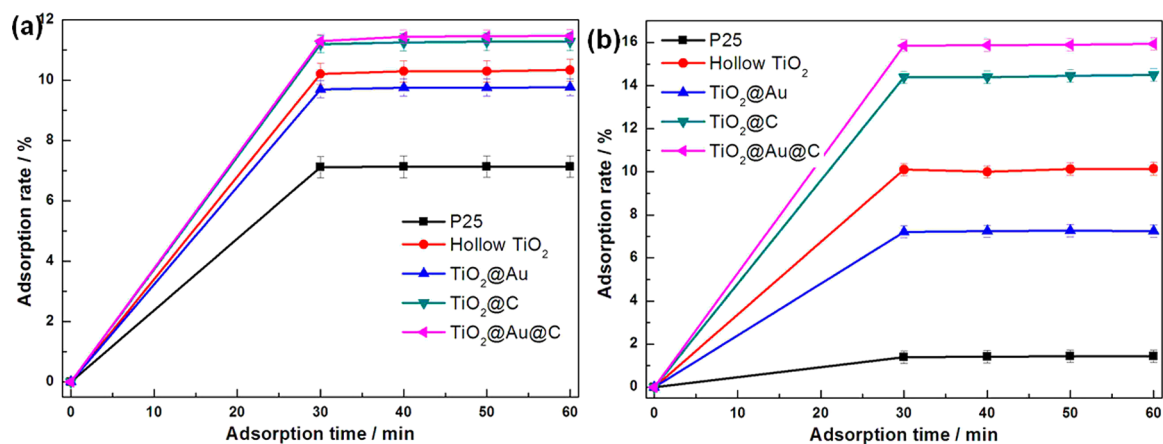 (a)
12
10
8
6
4
2
0
Adsorption rate / %
P25
Hollow TiO2
TiO2@Au
TiO2@C
TiO2@Au@C
0 10 20 30 40 50 60
Adsorption time / min
(b)
16
14
12
10
8
6
4
2
0
Adsorption rate / %
P25
Hollow TiO2
TiO2@Au
TiO2@C
TiO2@Au@C
0 10 20 30 40 50 60
Adsorption time / min